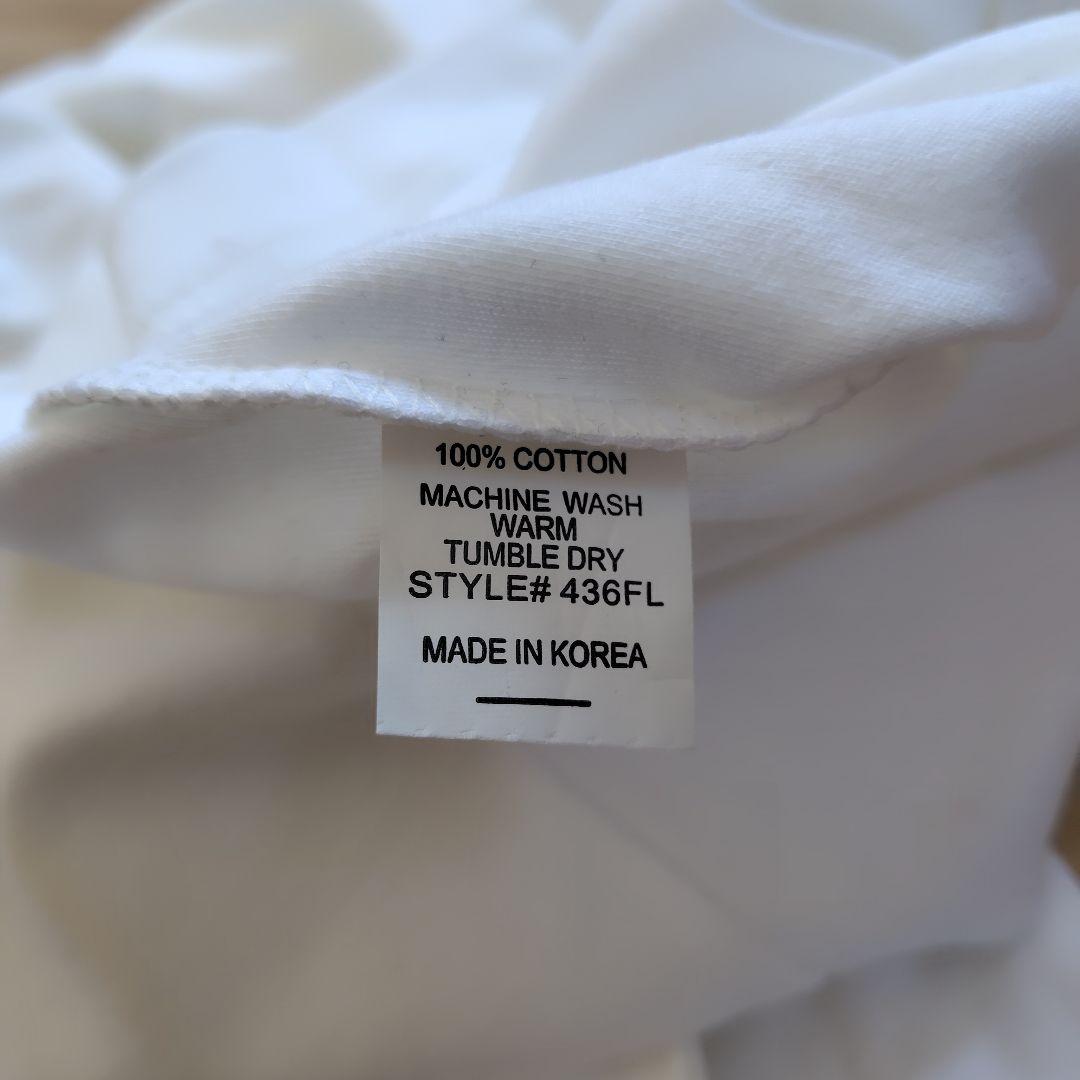 100% COTTON
MACHINE WASH
WARM
TUMBLE DRY
STYLE# 436FL
MADE IN KOREA